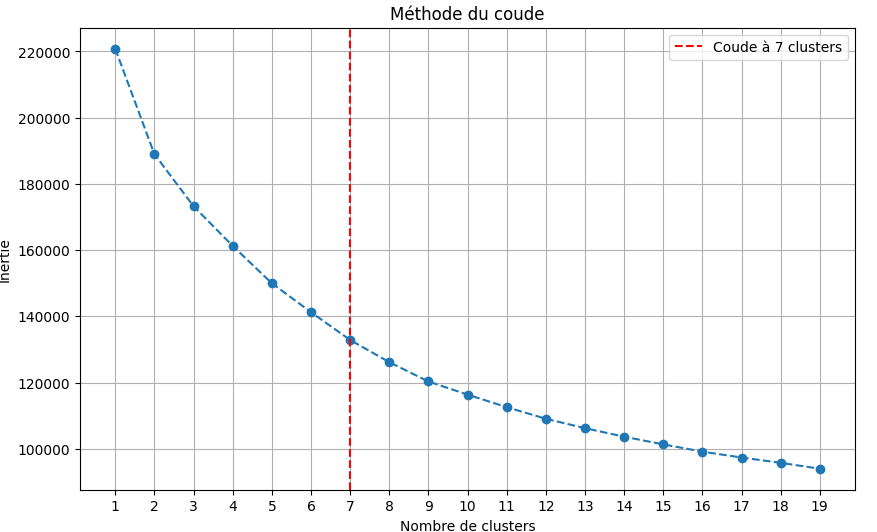 Méthode du coude
Coude à 7 clusters
220000
200000
180000
160000
140000
120000
100000
Inertie
1 2 3 4 5 6 7 8 9 10 11 12 13 14 15 16 17 18 19
Nombre de clusters